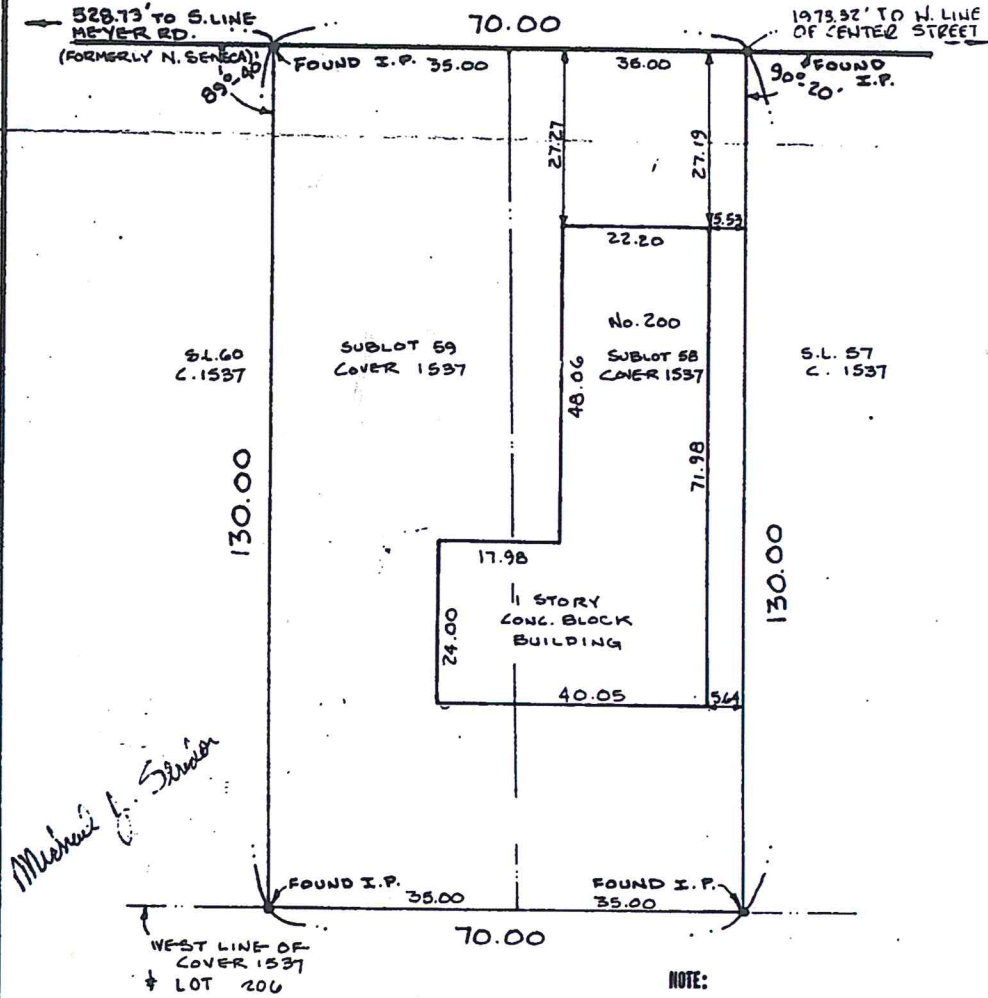 528.73' TO S. LINE
MEYER RD.
(FORMERLY N. SENECA)
70.00
1973.32' TO N. LINE
OF CENTER STREET
FOUND I.P.
35.00
35.00
FOUND
I.P.
89°-40'
90°-20'
27.27
27.19
5.53
22.20
No. 200
S.L. 60
C. 1537
SUBLOT 59
COVER 1537
SUBLOT 58
COVER 1537
S.L. 57
C. 1537
48.06
71.98
130.00
130.00
17.98
24.00
1 STORY
CONC. BLOCK
BUILDING
40.05
5.64
Michael J.
FOUND I.P.
35.00
FOUND I.P.
35.00
70.00
WEST LINE OF
COVER 1537
& LOT 206
NOTE: